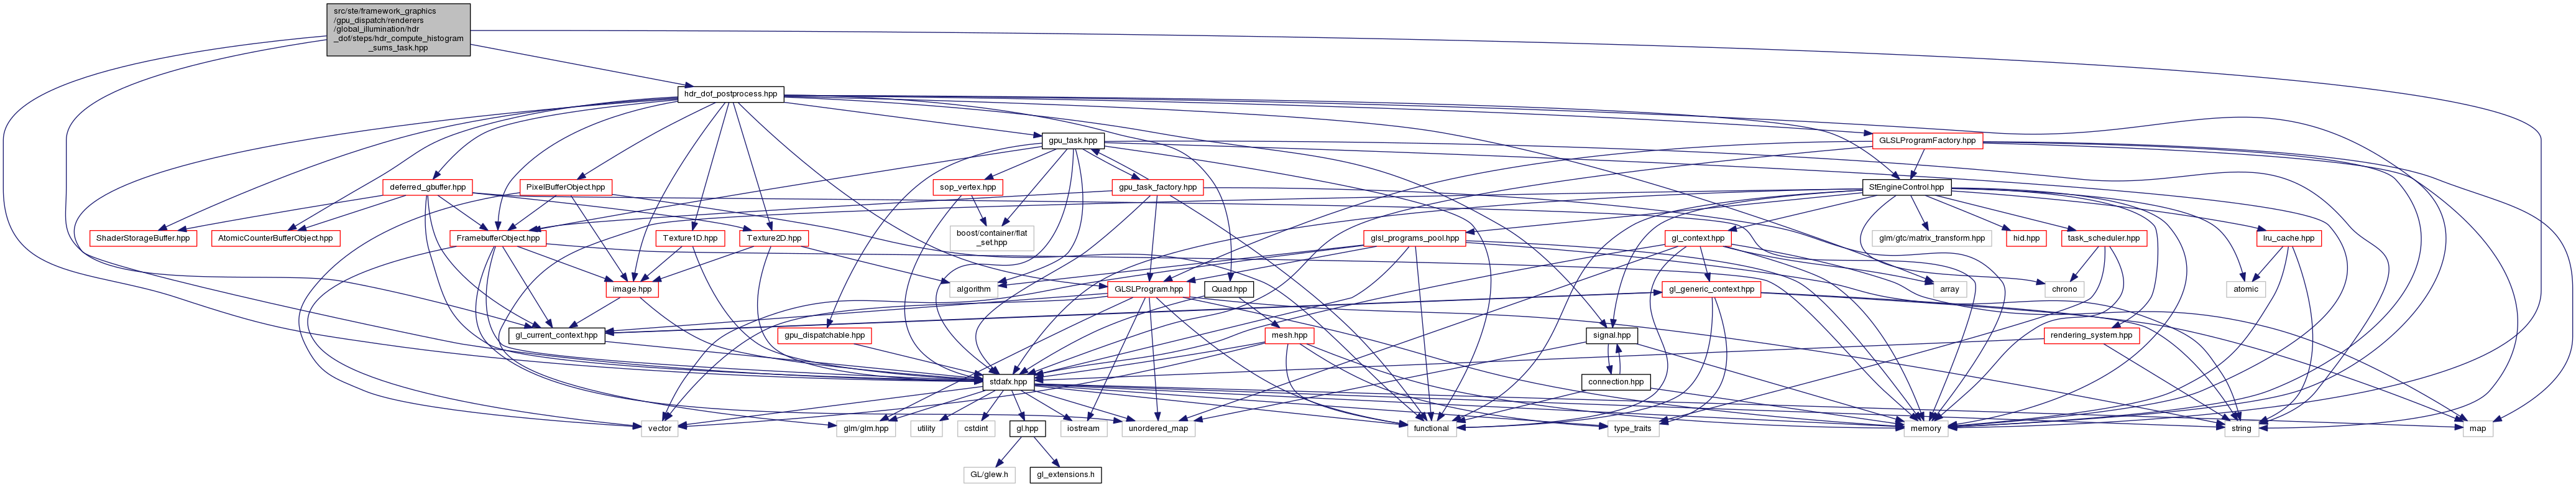 src/ste/framework_graphics
/gpu_dispatch/renderers
/global_illumination/hdr
_dof/steps/hdr_compute_histogram
_sums_task.hpp
hdr_dof_postprocess.hpp
gpu_task.hpp
GLSLProgramFactory.hpp
deferred_gbuffer.hpp
PixelBufferObject.hpp
sop_vertex.hpp
gpu_task_factory.hpp
StEngineControl.hpp
ShaderStorageBuffer.hpp
AtomicCounterBufferObject.hpp
FramebufferObject.hpp
Texture1D.hpp
Texture2D.hpp
boost/container/flat
_set.hpp
glsl_programs_pool.hpp
gl_context.hpp
glm/gtc/matrix_transform.hpp
hid.hpp
task_scheduler.hpp
lru_cache.hpp
image.hpp
algorithm
GLSLProgram.hpp
Quad.hpp
gl_generic_context.hpp
array
chrono
atomic
gl_current_context.hpp
gpu_dispatchable.hpp
mesh.hpp
signal.hpp
rendering_system.hpp
stdafx.hpp
connection.hpp
vector
glm/glm.hpp
utility
cstdint
gl.hpp
iostream
unordered_map
functional
type_traits
memory
string
map
GL/glew.h
gl_extensions.h